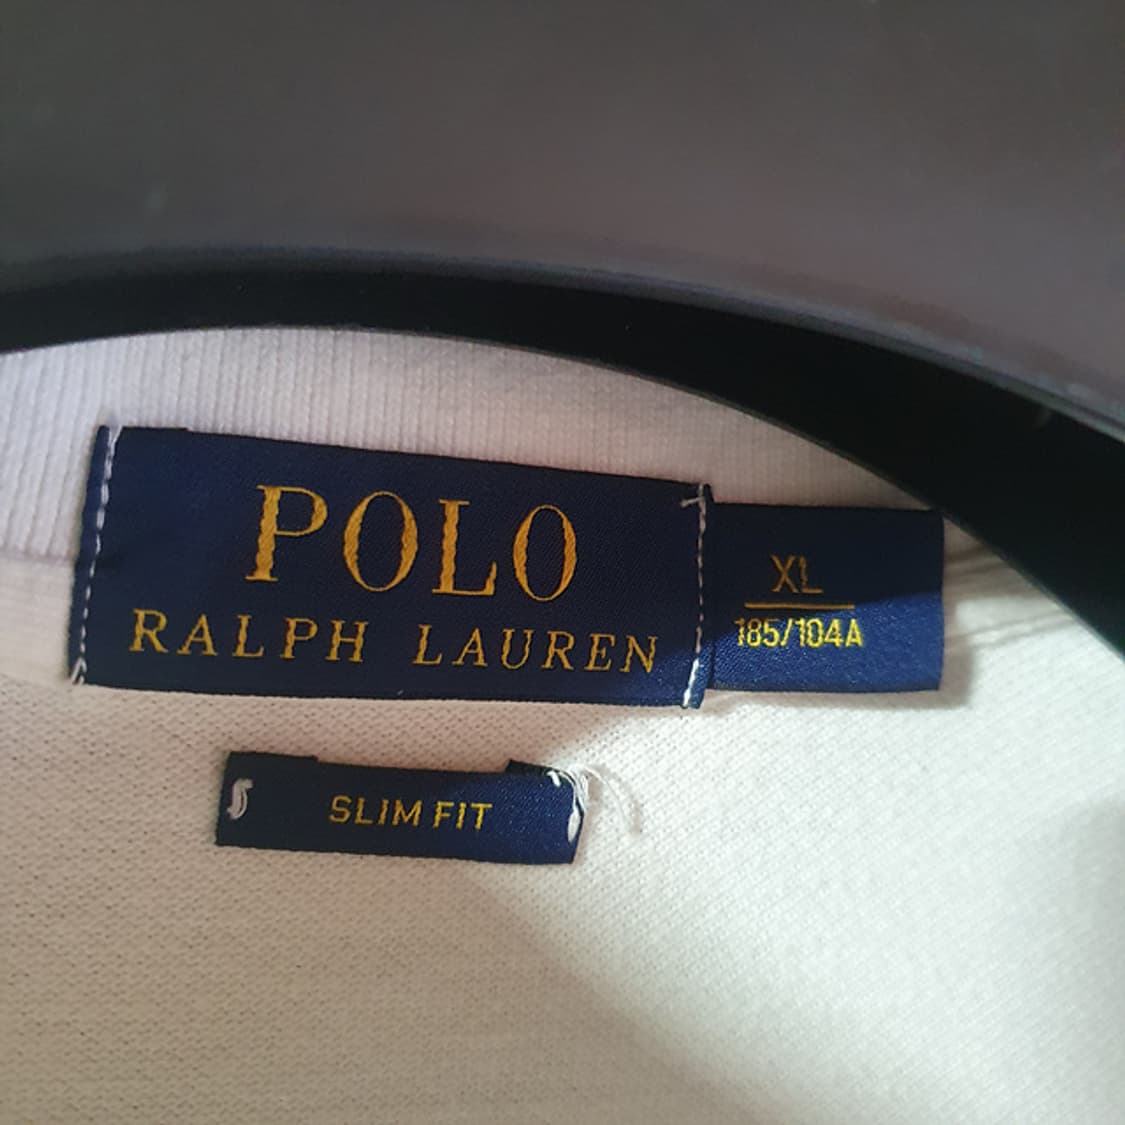 POLO
RALPH LAUREN
XL
185/104A
SLIM FIT